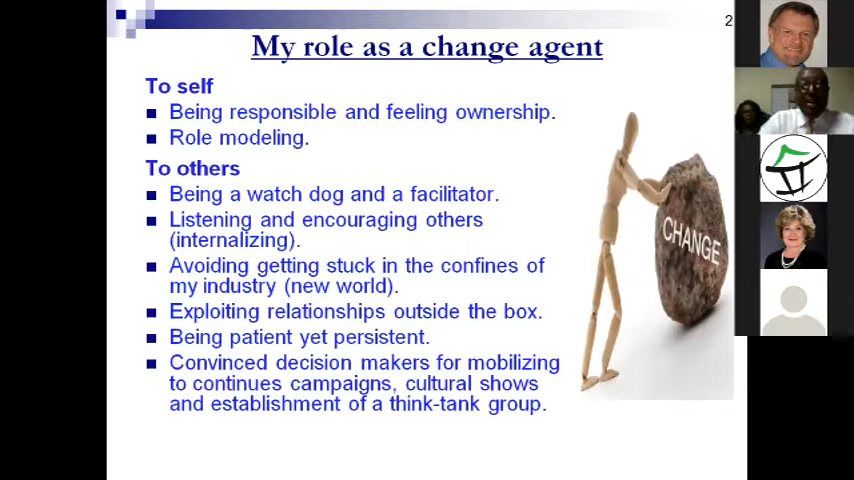 2
My role as a change agent
To self
Being responsible and feeling ownership.
Role modeling.
To others
Being a watch dog and a facilitator.
Listening and encouraging others
(internalizing).
Avoiding getting stuck in the confines of
my industry (new world).
Exploiting relationships outside the box.
Being patient yet persistent.
Convinced decision makers for mobilizing
to continues campaigns, cultural shows
and establishment of a think-tank group.
CHANGE